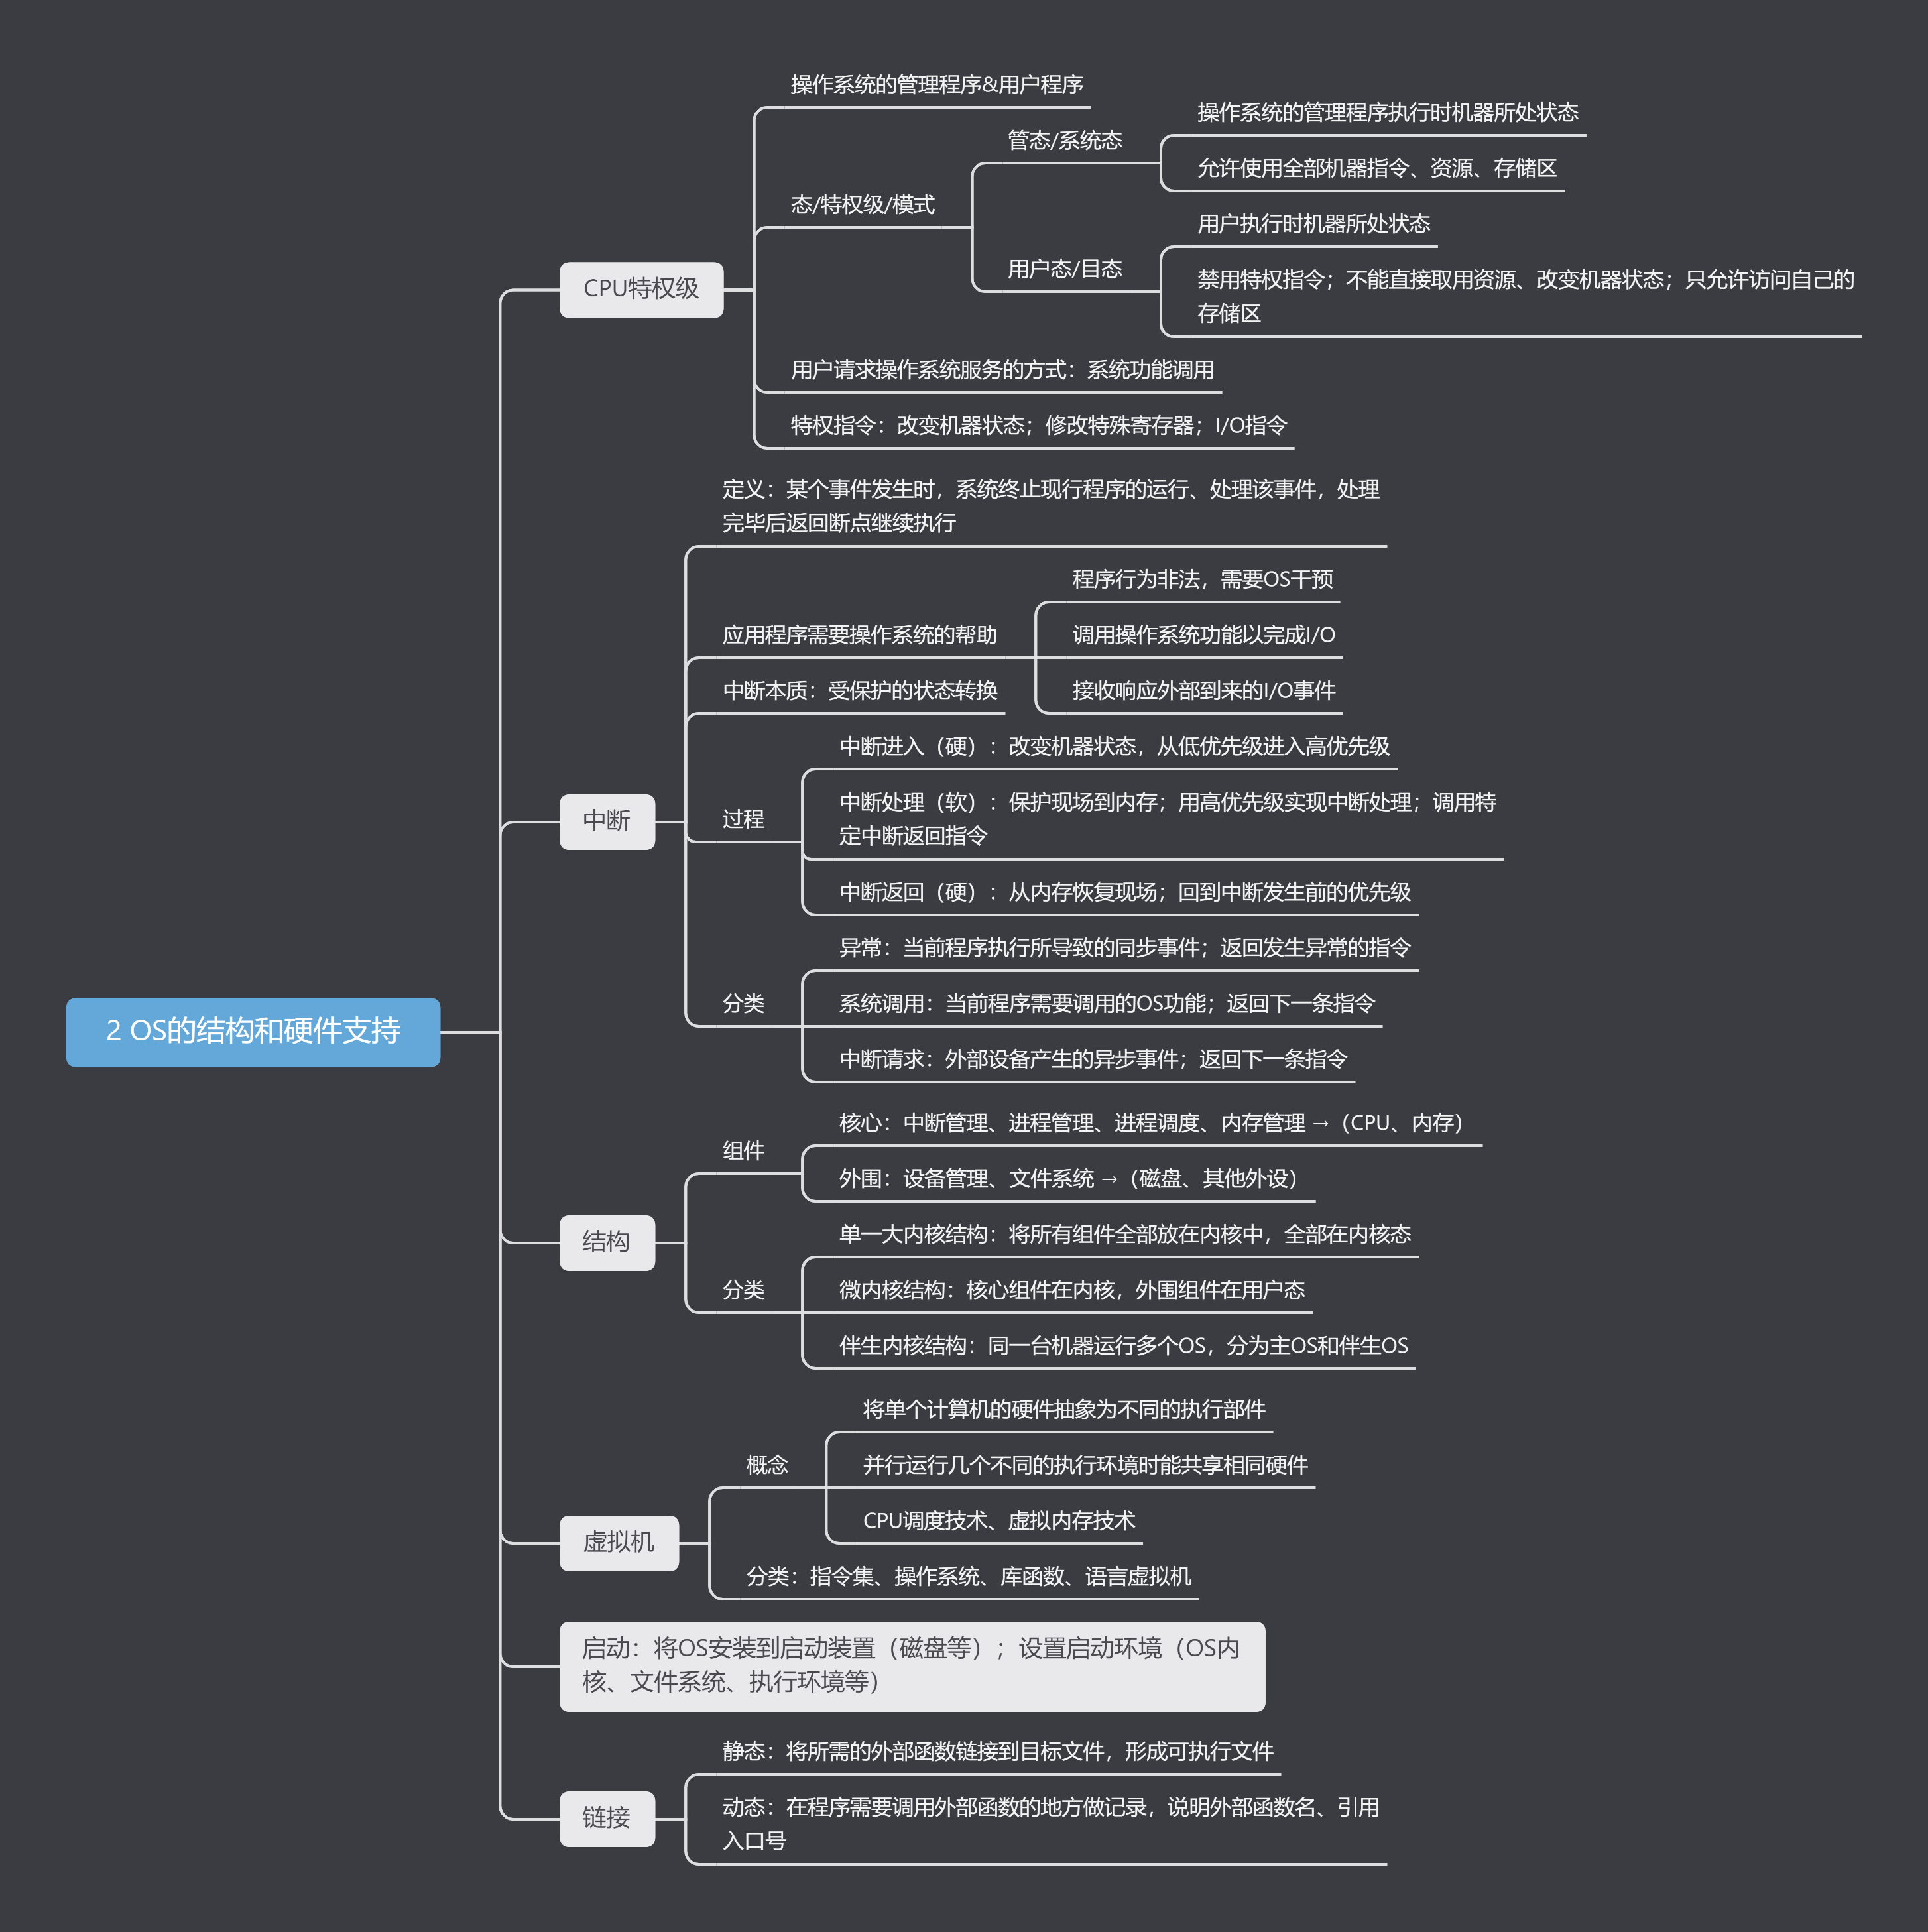 2 OS的结构和硬件支持
CPU特权级
操作系统的管理程序&用户程序
态/特权级/模式
管态/系统态
操作系统的管理程序执行时机器所处状态
允许使用全部机器指令、资源、存储区
用户态/目态
用户执行时机器所处状态
禁用特权指令；不能直接取用资源、改变机器状态；只允许访问自己的
存储区
用户请求操作系统服务的方式：系统功能调用
特权指令：改变机器状态；修改特殊寄存器；I/O指令
中断
定义：某个事件发生时，系统终止现行程序的运行、处理该事件，处理
完毕后返回断点继续执行
应用程序需要操作系统的帮助
程序行为非法，需要OS干预
调用操作系统功能以完成I/O
接收响应外部到来的I/O事件
中断本质：受保护的状态转换
过程
中断进入（硬）：改变机器状态，从低优先级进入高优先级
中断处理（软）：保护现场到内存；用高优先级实现中断处理；调用特
定中断返回指令
中断返回（硬）：从内存恢复现场；回到中断发生前的优先级
分类
异常：当前程序执行所导致的同步事件；返回发生异常的指令
系统调用：当前程序需要调用的OS功能；返回下一条指令
中断请求：外部设备产生的异步事件；返回下一条指令
结构
组件
核心：中断管理、进程管理、进程调度、内存管理 →（CPU、内存）
外围：设备管理、文件系统 →（磁盘、其他外设）
分类
单一大内核结构：将所有组件全部放在内核中，全部在内核态
微内核结构：核心组件在内核，外围组件在用户态
伴生内核结构：同一台机器运行多个OS，分为主OS和伴生OS
虚拟机
概念
将单个计算机的硬件抽象为不同的执行部件
并行运行几个不同的执行环境时能共享相同硬件
CPU调度技术、虚拟内存技术
分类：指令集、操作系统、库函数、语言虚拟机
启动：将OS安装到启动装置（磁盘等）；设置启动环境（OS内
核、文件系统、执行环境等）
链接
静态：将所需的外部函数链接到目标文件，形成可执行文件
动态：在程序需要调用外部函数的地方做记录，说明外部函数名、引用
入口号